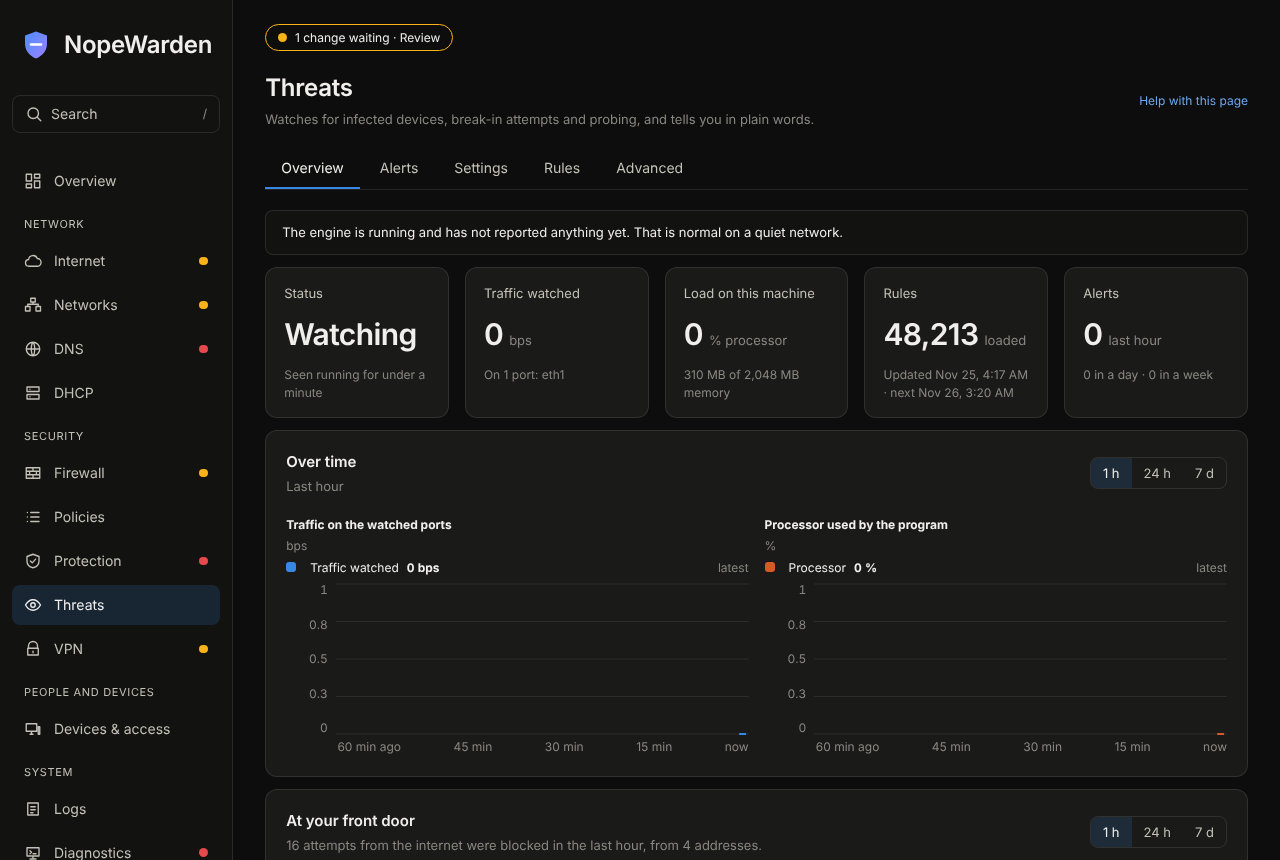 NopeWarden
Search /
Overview
NETWORK
Internet
Networks
DNS
DHCP
SECURITY
Firewall
Policies
Protection
Threats
VPN
PEOPLE AND DEVICES
Devices & access
SYSTEM
Logs
Diagnostics
1 change waiting · Review
Threats
Help with this page
Watches for infected devices, break-in attempts and probing, and tells you in plain words.
Overview Alerts Settings Rules Advanced
The engine is running and has not reported anything yet. That is normal on a quiet network.
Status
Watching
Seen running for under a
minute
Traffic watched
0 bps
On 1 port: eth1
Load on this machine
0 % processor
310 MB of 2,048 MB
memory
Rules
48,213 loaded
Updated Nov 25, 4:17 AM
· next Nov 26, 3:20 AM
Alerts
0 last hour
0 in a day · 0 in a week
Over time
Last hour
1 h 24 h 7 d
Traffic on the watched ports
bps
Traffic watched 0 bps latest
1
0.8
0.5
0.3
0
60 min ago 45 min 30 min 15 min now
Processor used by the program
%
Processor 0 % latest
1
0.8
0.5
0.3
0
60 min ago 45 min 30 min 15 min now
At your front door
16 attempts from the internet were blocked in the last hour, from 4 addresses.
1 h 24 h 7 d